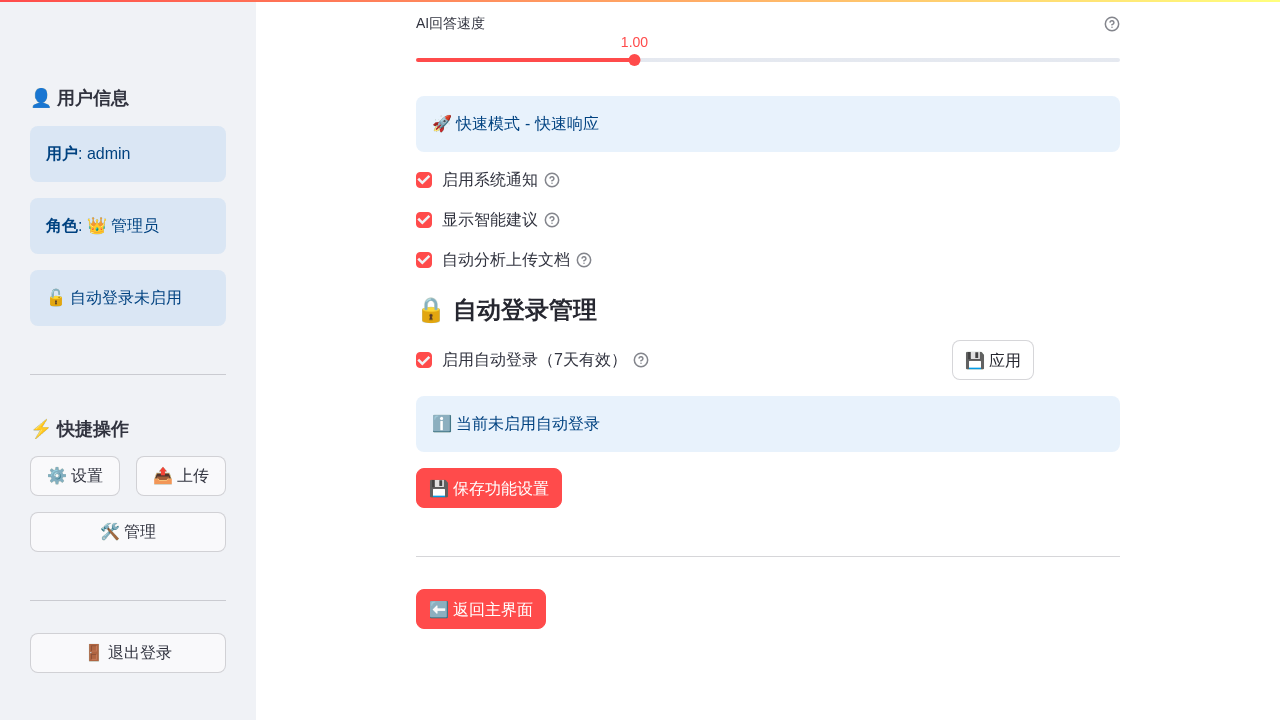 👤 用户信息
用户: admin
角色: 👑 管理员
🔓 自动登录未启用
⚡ 快捷操作
⚙️ 设置
📤 上传
🛠️ 管理
🚪 退出登录
AI回答速度
1.00
🚀 快速模式 - 快速响应
启用系统通知
显示智能建议
自动分析上传文档
🔒 自动登录管理
启用自动登录（7天有效）
💾 应用
ℹ️ 当前未启用自动登录
💾 保存功能设置
⬅️ 返回主界面